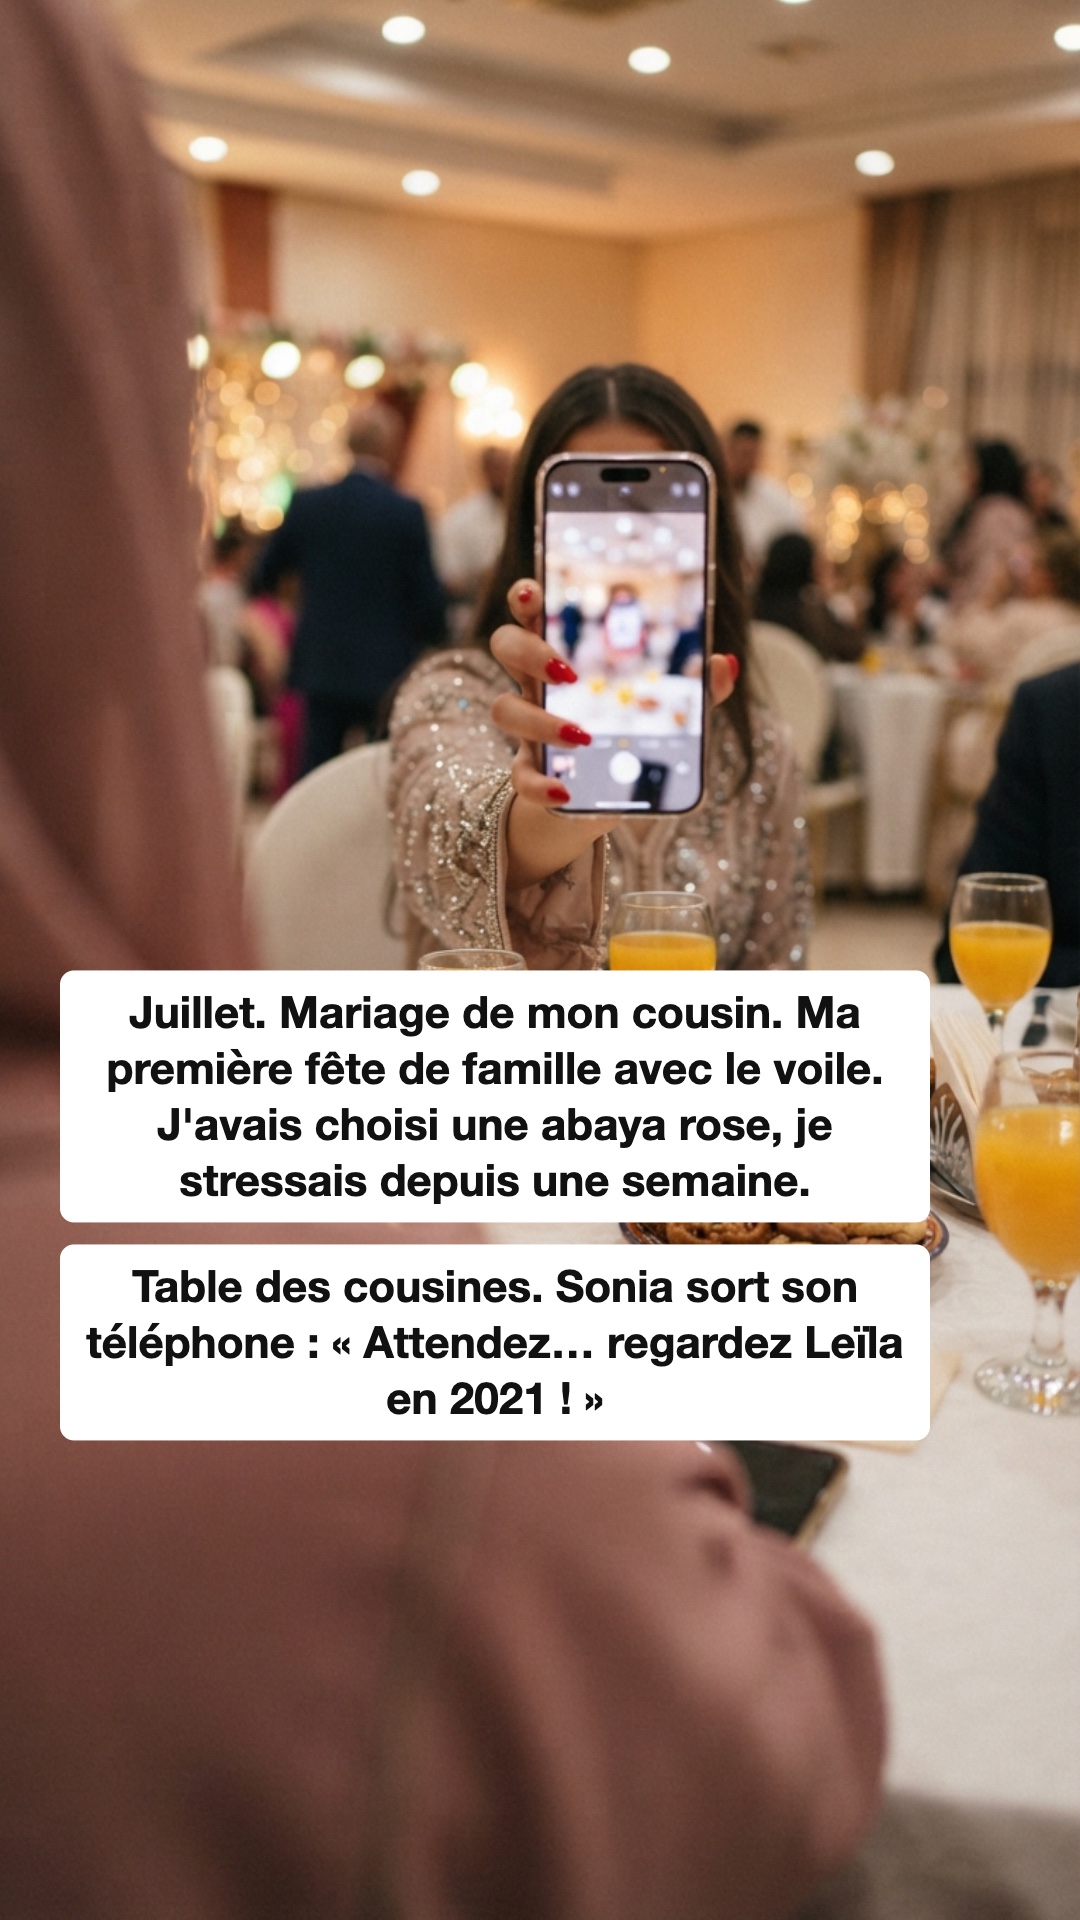 Juillet. Mariage de mon cousin. Ma
première fête de famille avec le voile.
J'avais choisi une abaya rose, je
stressais depuis une semaine.
Table des cousines. Sonia sort son
téléphone : « Attendez… regardez Leïla
en 2021 ! »